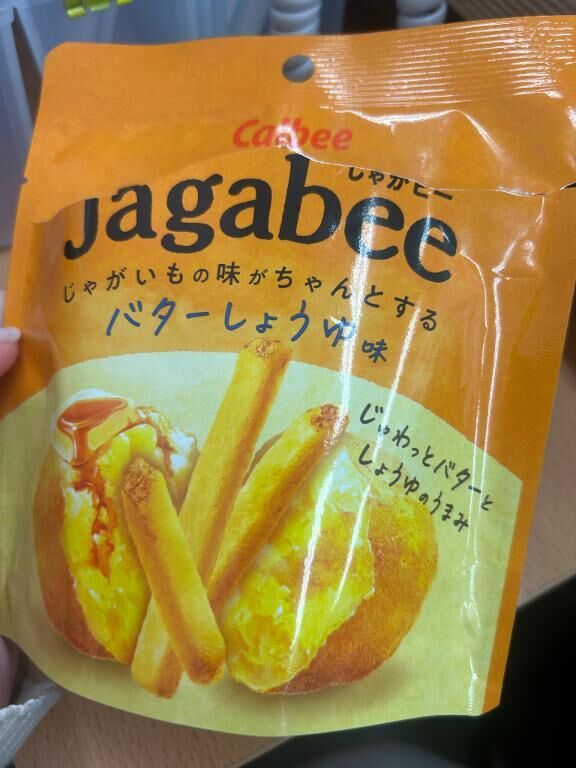 Calbee
じゃがビー
Jagabee
じゃがいもの味がちゃんとする
バターしょうゆ味
じゅわっとバターと
しょうゆのうまみ